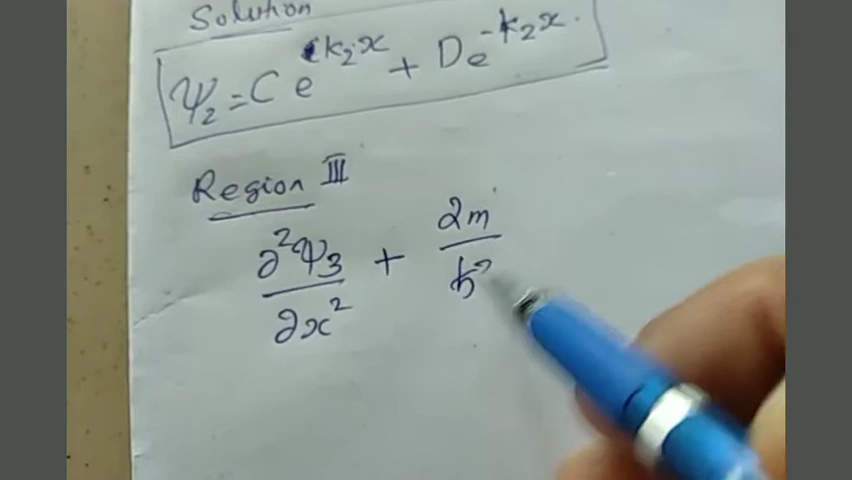 Solution
ψ₂ = C e^{k₂x} + D e^{-k₂x}.
Region III
∂²ψ₃/∂x² + 2m/ħ²